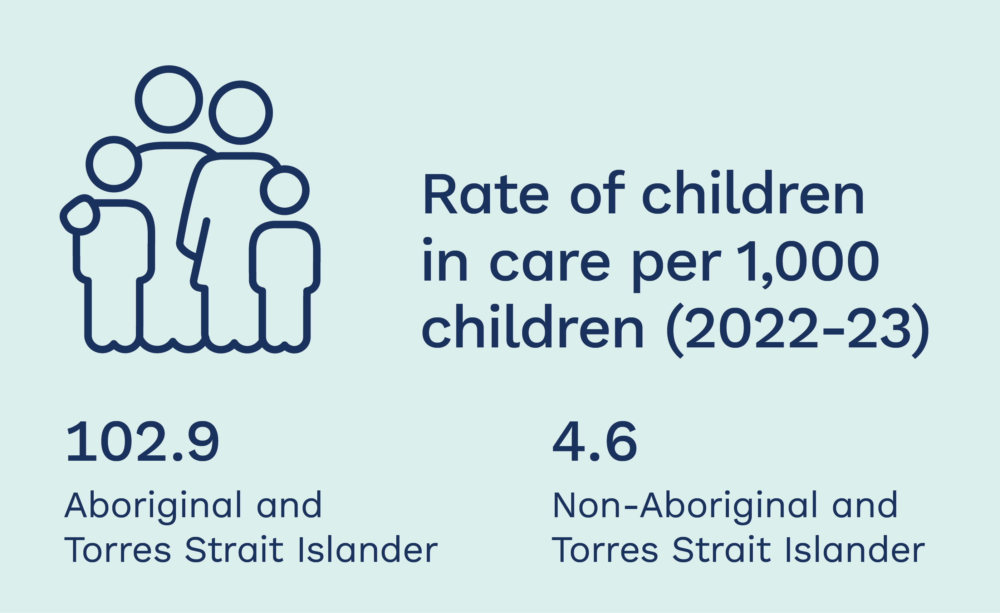 Rate of children
in care per 1,000
children (2022-23)
102.9
Aboriginal and
Torres Strait Islander
4.6
Non-Aboriginal and
Torres Strait Islander